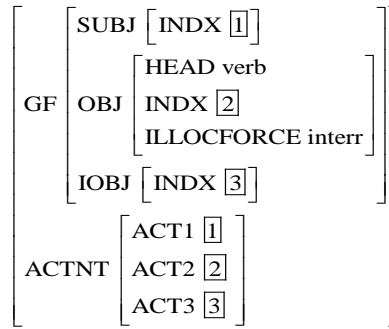 SUBJ [INDX 1]
HEAD verb
GF OBJ INDX 2
ILLOCFORCE interr
IOBJ [INDX 3]
ACT1 1
ACTNT ACT2 2
ACT3 3